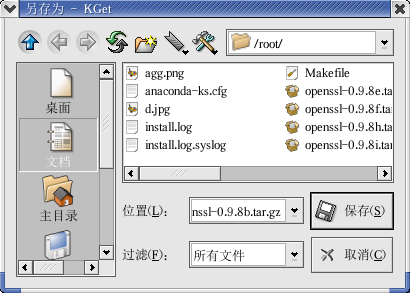 另存为 - KGet
/root/
桌面
文档
主目录
agg.png
anaconda-ks.cfg
d.jpg
install.log
install.log.syslog
Makefile
openssl-0.9.8e.ta
openssl-0.9.8f.tar
openssl-0.9.8h.ta
openssl-0.9.8i.tar
位置(L):
nssl-0.9.8b.tar.gz
保存(S)
过滤(F):
所有文件
取消(C)